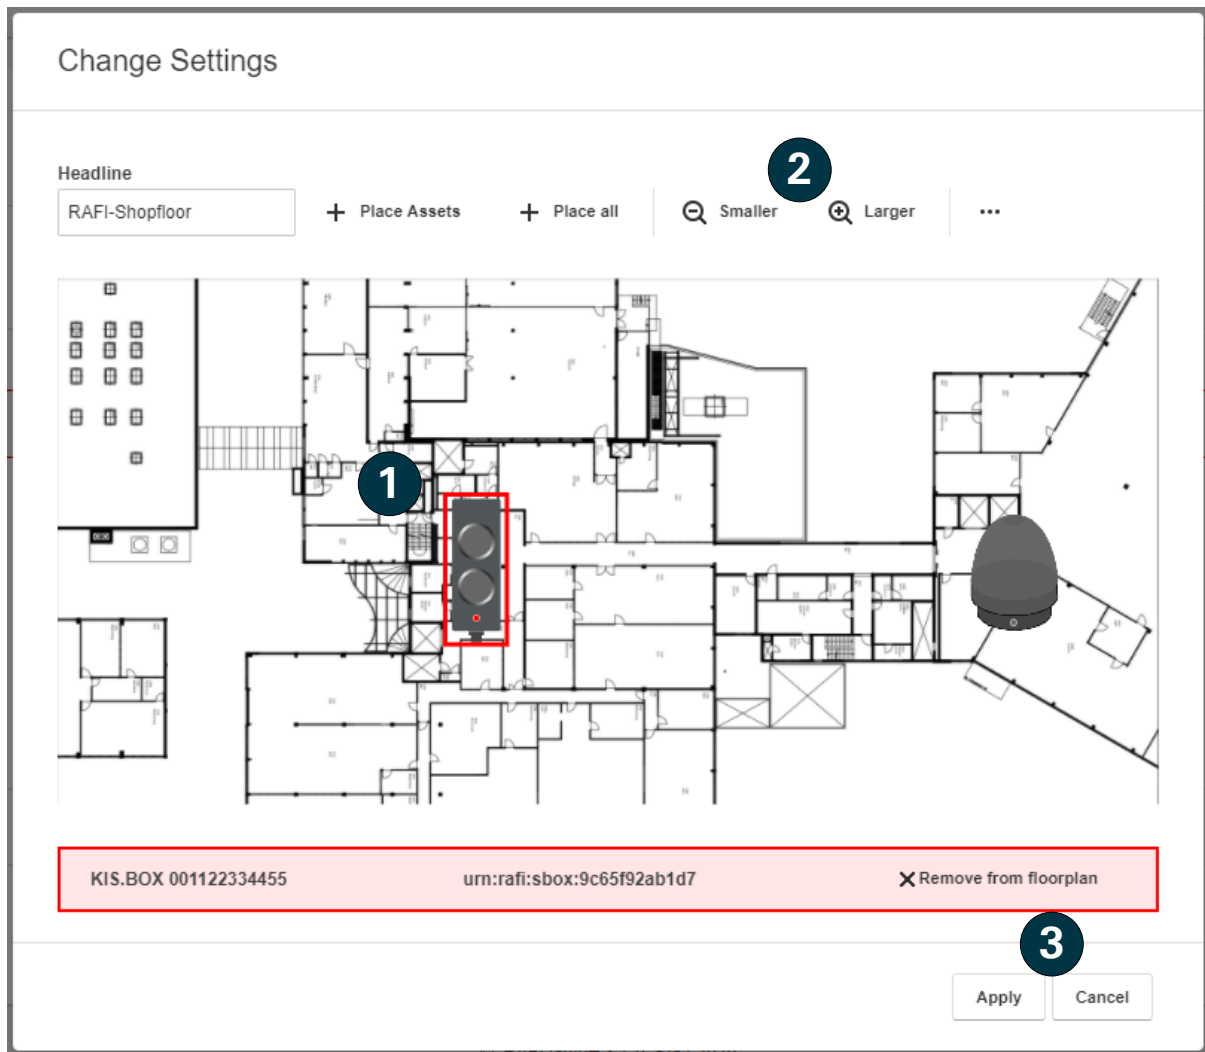 Change Settings
2
Headline
RAFI-Shopfloor
Place Assets
Place all
Smaller
Larger
...
1
KIS.BOX 001122334455
urn:rafi:sbox:9c65f92ab1d7
Remove from floorplan
3
Apply
Cancel